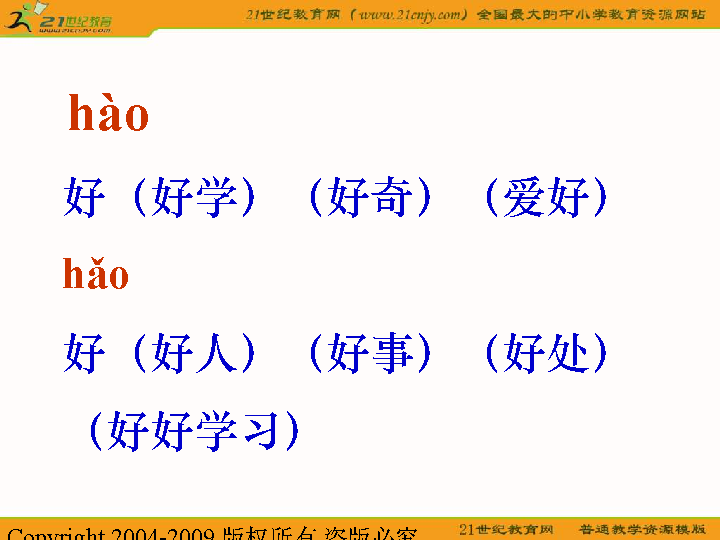 21世纪教育
www.21cnjy.com
21世纪教育网（www.21cnjy.com）全国最大的中小学教育资源网站
hào
好（好学）（好奇）（爱好）
hǎo
好（好人）（好事）（好处）
（好好学习）
Copyright 2004-2009 版权所有 盗版必究
21世纪教育网 普通教学资源模版